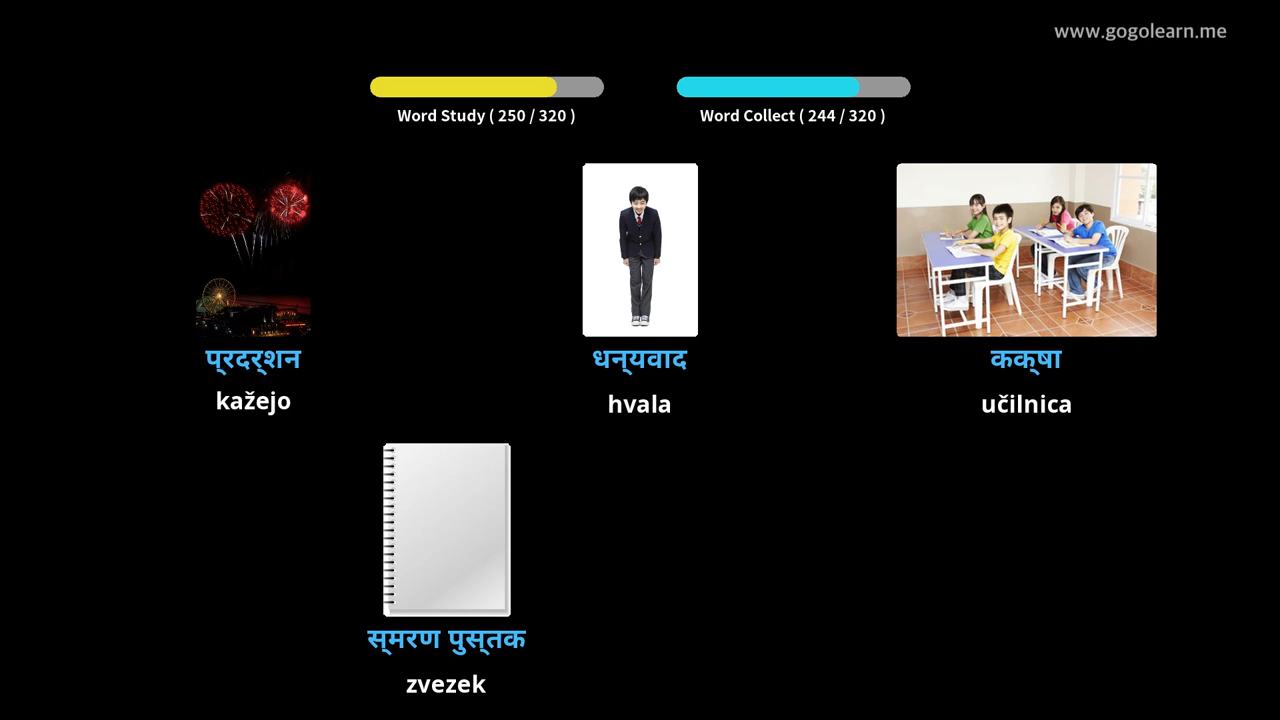 www.gogolearn.me
Word Study ( 250 / 320 )
Word Collect ( 244 / 320 )
प्रदर्शन
kažejo
धन्यवाद
hvala
कक्षा
učilnica
स्मरण पुस्तक
zvezek